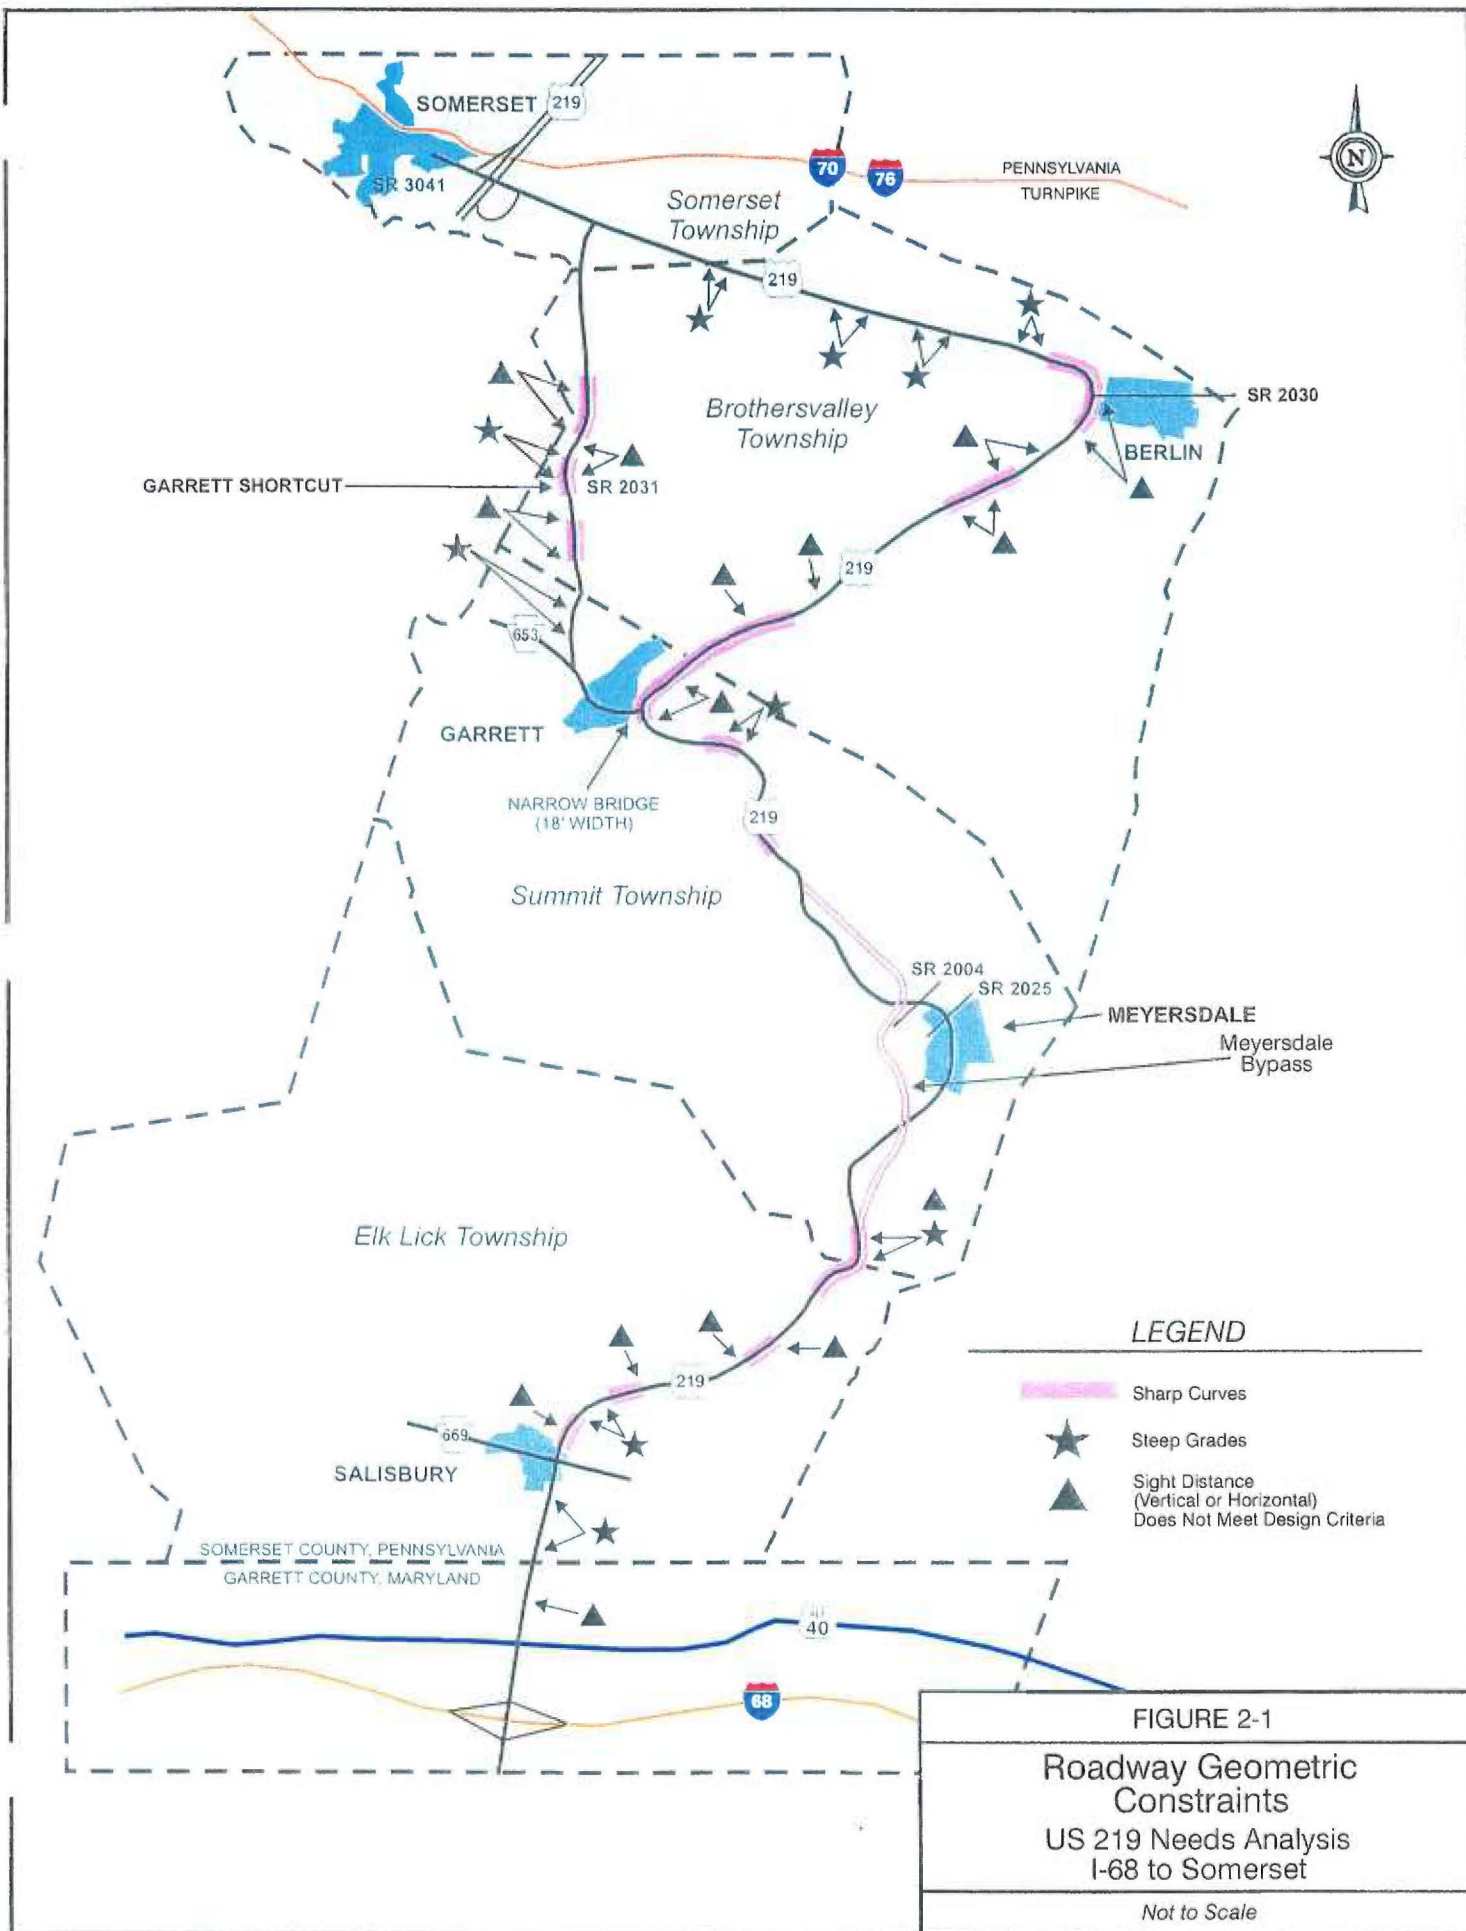 SOMERSET
219
SR 3041
70
76
PENNSYLVANIA
TURNPIKE
N
Somerset
Township
219
SR 2030
Brothersvalley
Township
BERLIN
GARRETT SHORTCUT
SR 2031
219
653
GARRETT
NARROW BRIDGE
(18' WIDTH)
219
Summit Township
SR 2004
SR 2025
MEYERSDALE
Meyersdale
Bypass
Elk Lick Township
219
669
SALISBURY
LEGEND
Sharp Curves
Steep Grades
Sight Distance
(Vertical or Horizontal)
Does Not Meet Design Criteria
SOMERSET COUNTY, PENNSYLVANIA
GARRETT COUNTY, MARYLAND
40
68
FIGURE 2-1
Roadway Geometric
Constraints
US 219 Needs Analysis
I-68 to Somerset
Not to Scale